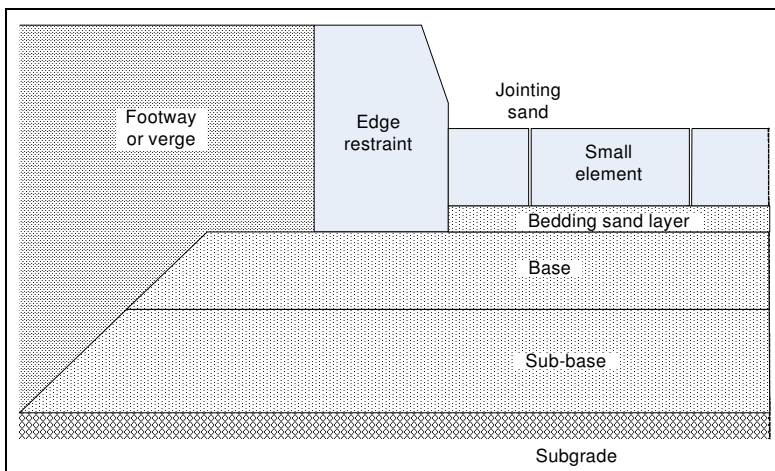 Footway
or verge
Edge
restraint
Jointing
sand
Small
element
Bedding sand layer
Base
Sub-base
Subgrade